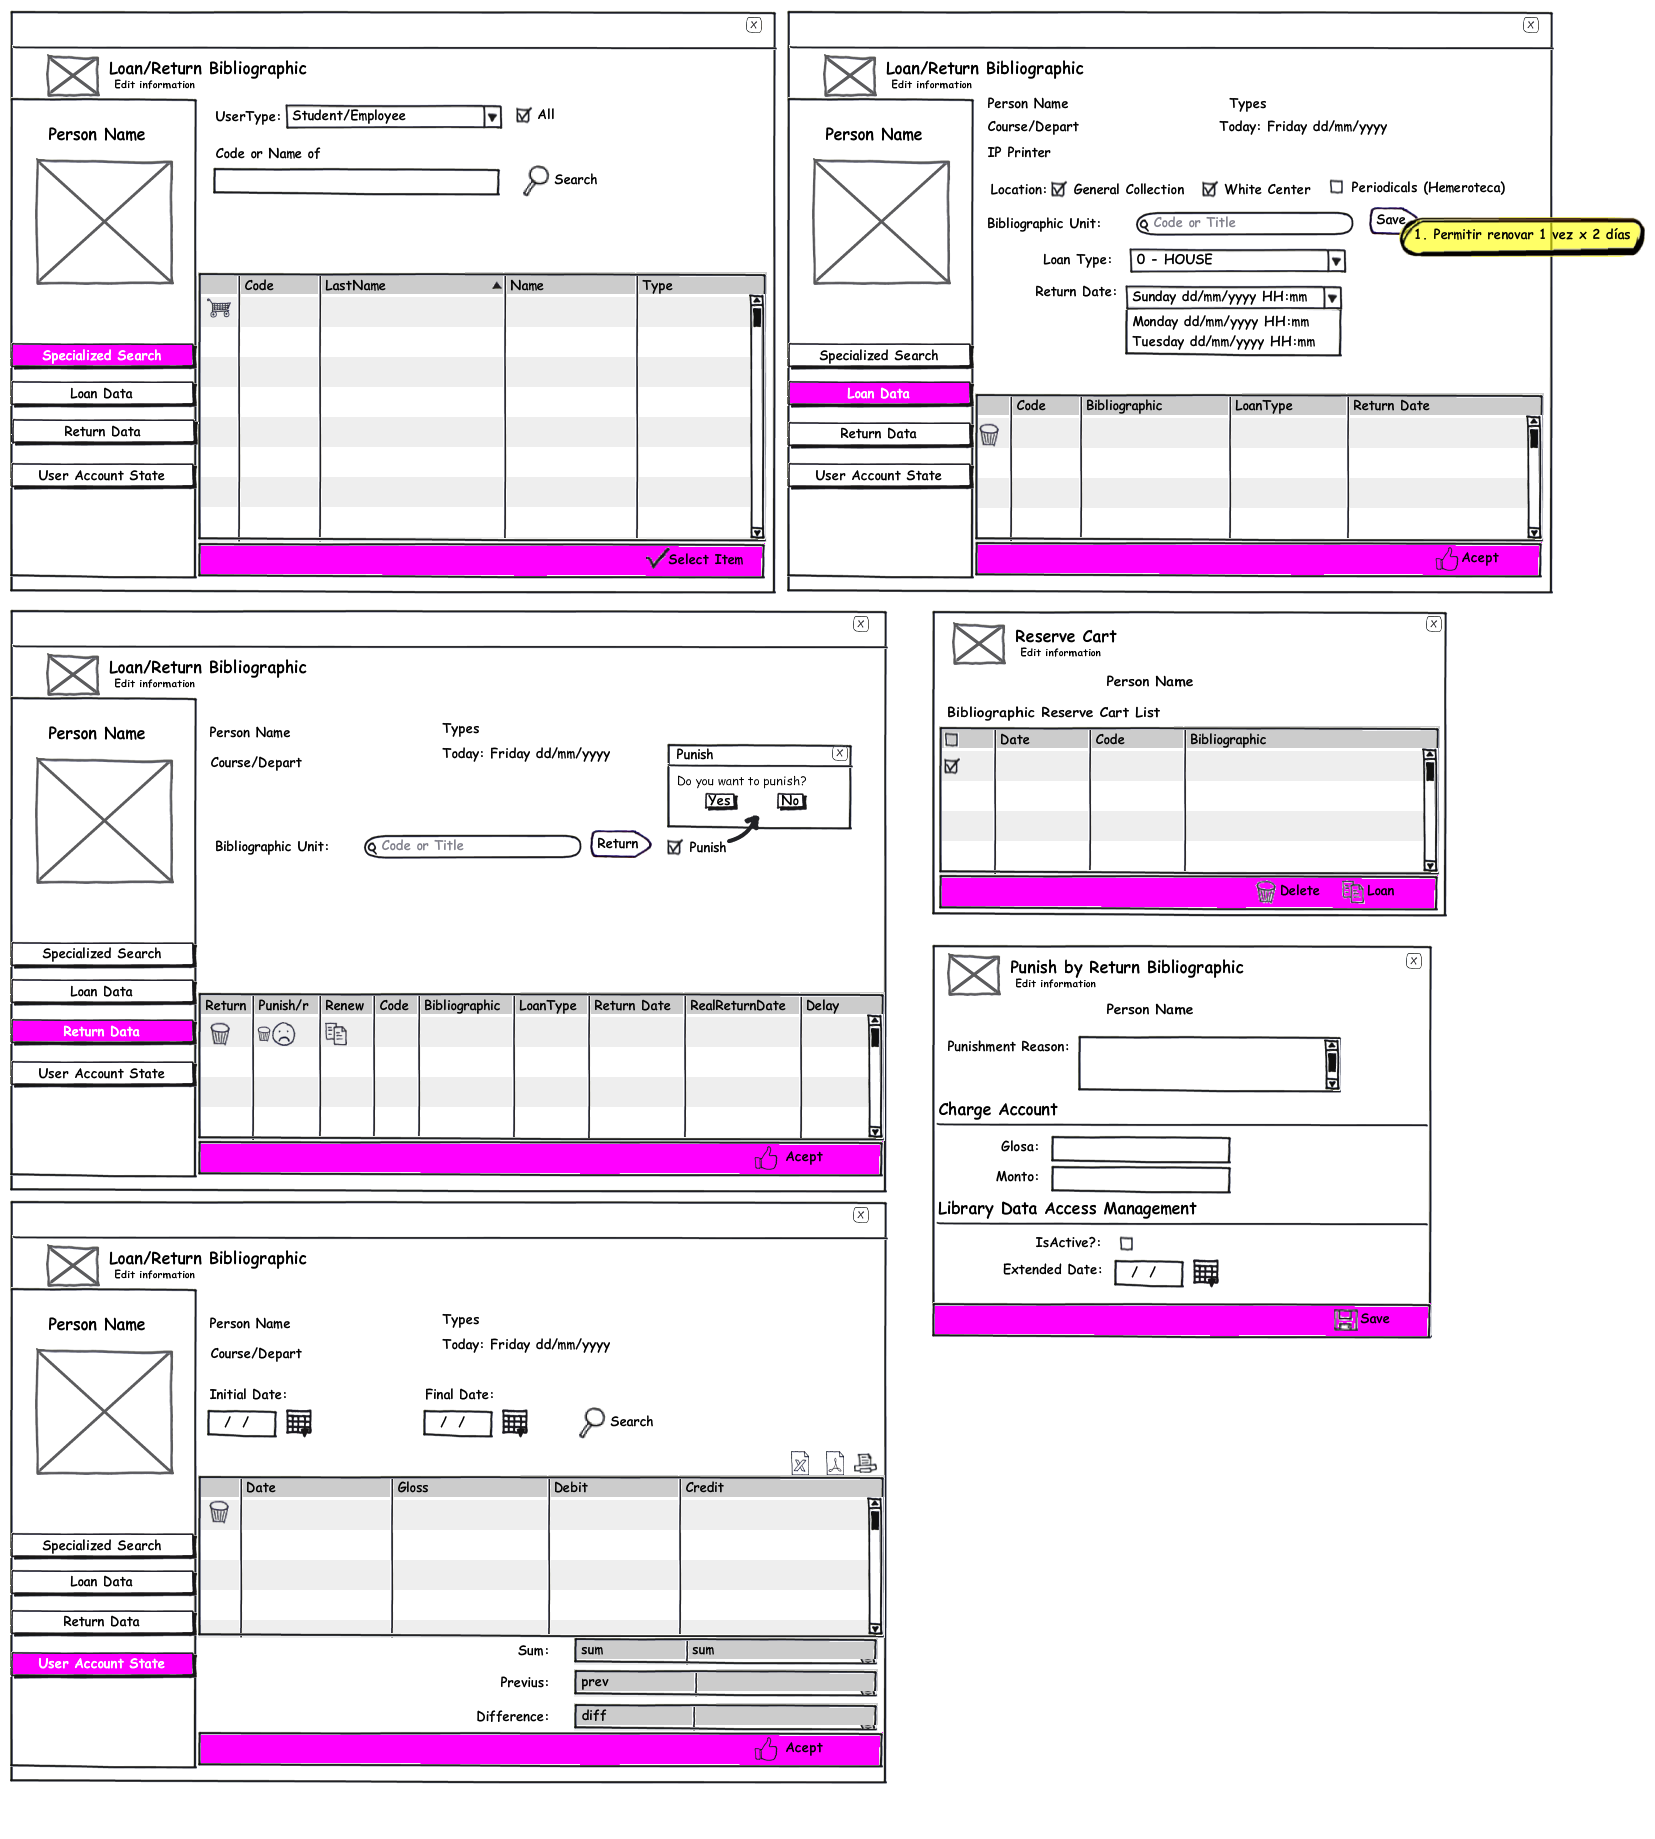 X
Loan/Return Bibliographic
Edit information
Person Name
UserType: Student/Employee All
Code or Name of
Search
Code LastName Name Type
Specialized Search
Loan Data
Return Data
User Account State
Select Item
X
Loan/Return Bibliographic
Edit information
Person Name
Person Name Types
Course/Depart Today: Friday dd/mm/yyyy
IP Printer
Location: General Collection White Center Periodicals (Hemeroteca)
Bibliographic Unit: Code or Title Save
1. Permitir renovar 1 vez x 2 días
Loan Type: 0 - HOUSE
Return Date: Sunday dd/mm/yyyy HH:mm
Monday dd/mm/yyyy HH:mm
Tuesday dd/mm/yyyy HH:mm
Specialized Search
Loan Data
Return Data
User Account State
Code Bibliographic LoanType Return Date
Acept
X
Loan/Return Bibliographic
Edit information
Person Name
Person Name Types
Course/Depart Today: Friday dd/mm/yyyy
Punish X
Do you want to punish?
Yes No
Bibliographic Unit: Code or Title Return Punish
Specialized Search
Loan Data
Return Data
User Account State
Return Punish/r Renew Code Bibliographic LoanType Return Date RealReturnDate Delay
Acept
X
Reserve Cart
Edit information
Person Name
Bibliographic Reserve Cart List
Date Code Bibliographic
Delete Loan
X
Punish by Return Bibliographic
Edit information
Person Name
Punishment Reason:
Charge Account
Glosa:
Monto:
Library Data Access Management
IsActive?:
Extended Date: / /
Save
X
Loan/Return Bibliographic
Edit information
Person Name
Person Name Types
Course/Depart Today: Friday dd/mm/yyyy
Initial Date: Final Date:
/ / / / Search
Date Gloss Debit Credit
Specialized Search
Loan Data
Return Data
User Account State
Sum: sum sum
Previus: prev
Difference: diff
Acept